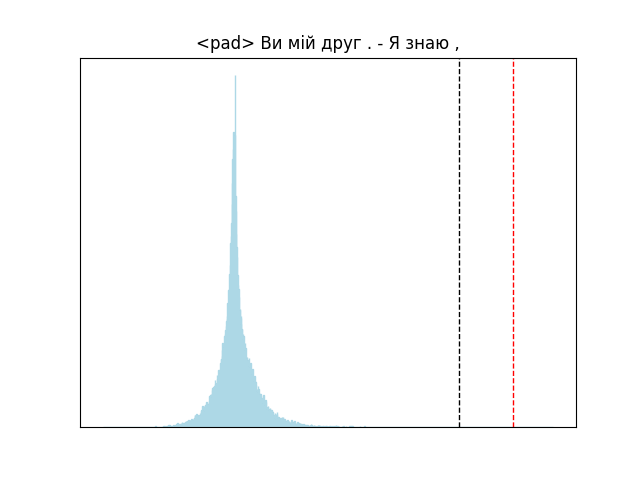 <pad> Ви мій друг . - Я знаю ,